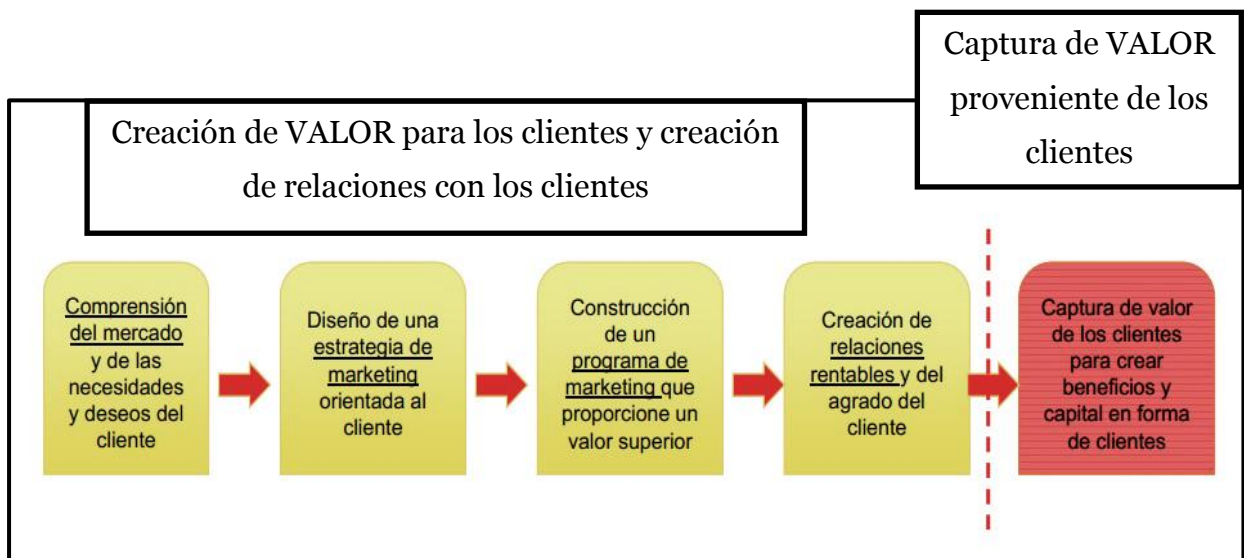 Captura de VALOR
proveniente de los
clientes
Creación de VALOR para los clientes y creación
de relaciones con los clientes
Comprensión
del mercado
y de las
necesidades
y deseos del
cliente
Diseño de una
estrategia de
marketing
orientada al
cliente
Construcción
de un
programa de
marketing que
proporcione un
valor superior
Creación de
relaciones
rentables y del
agrado del
cliente
Captura de valor
de los clientes
para crear
beneficios y
capital en forma
de clientes